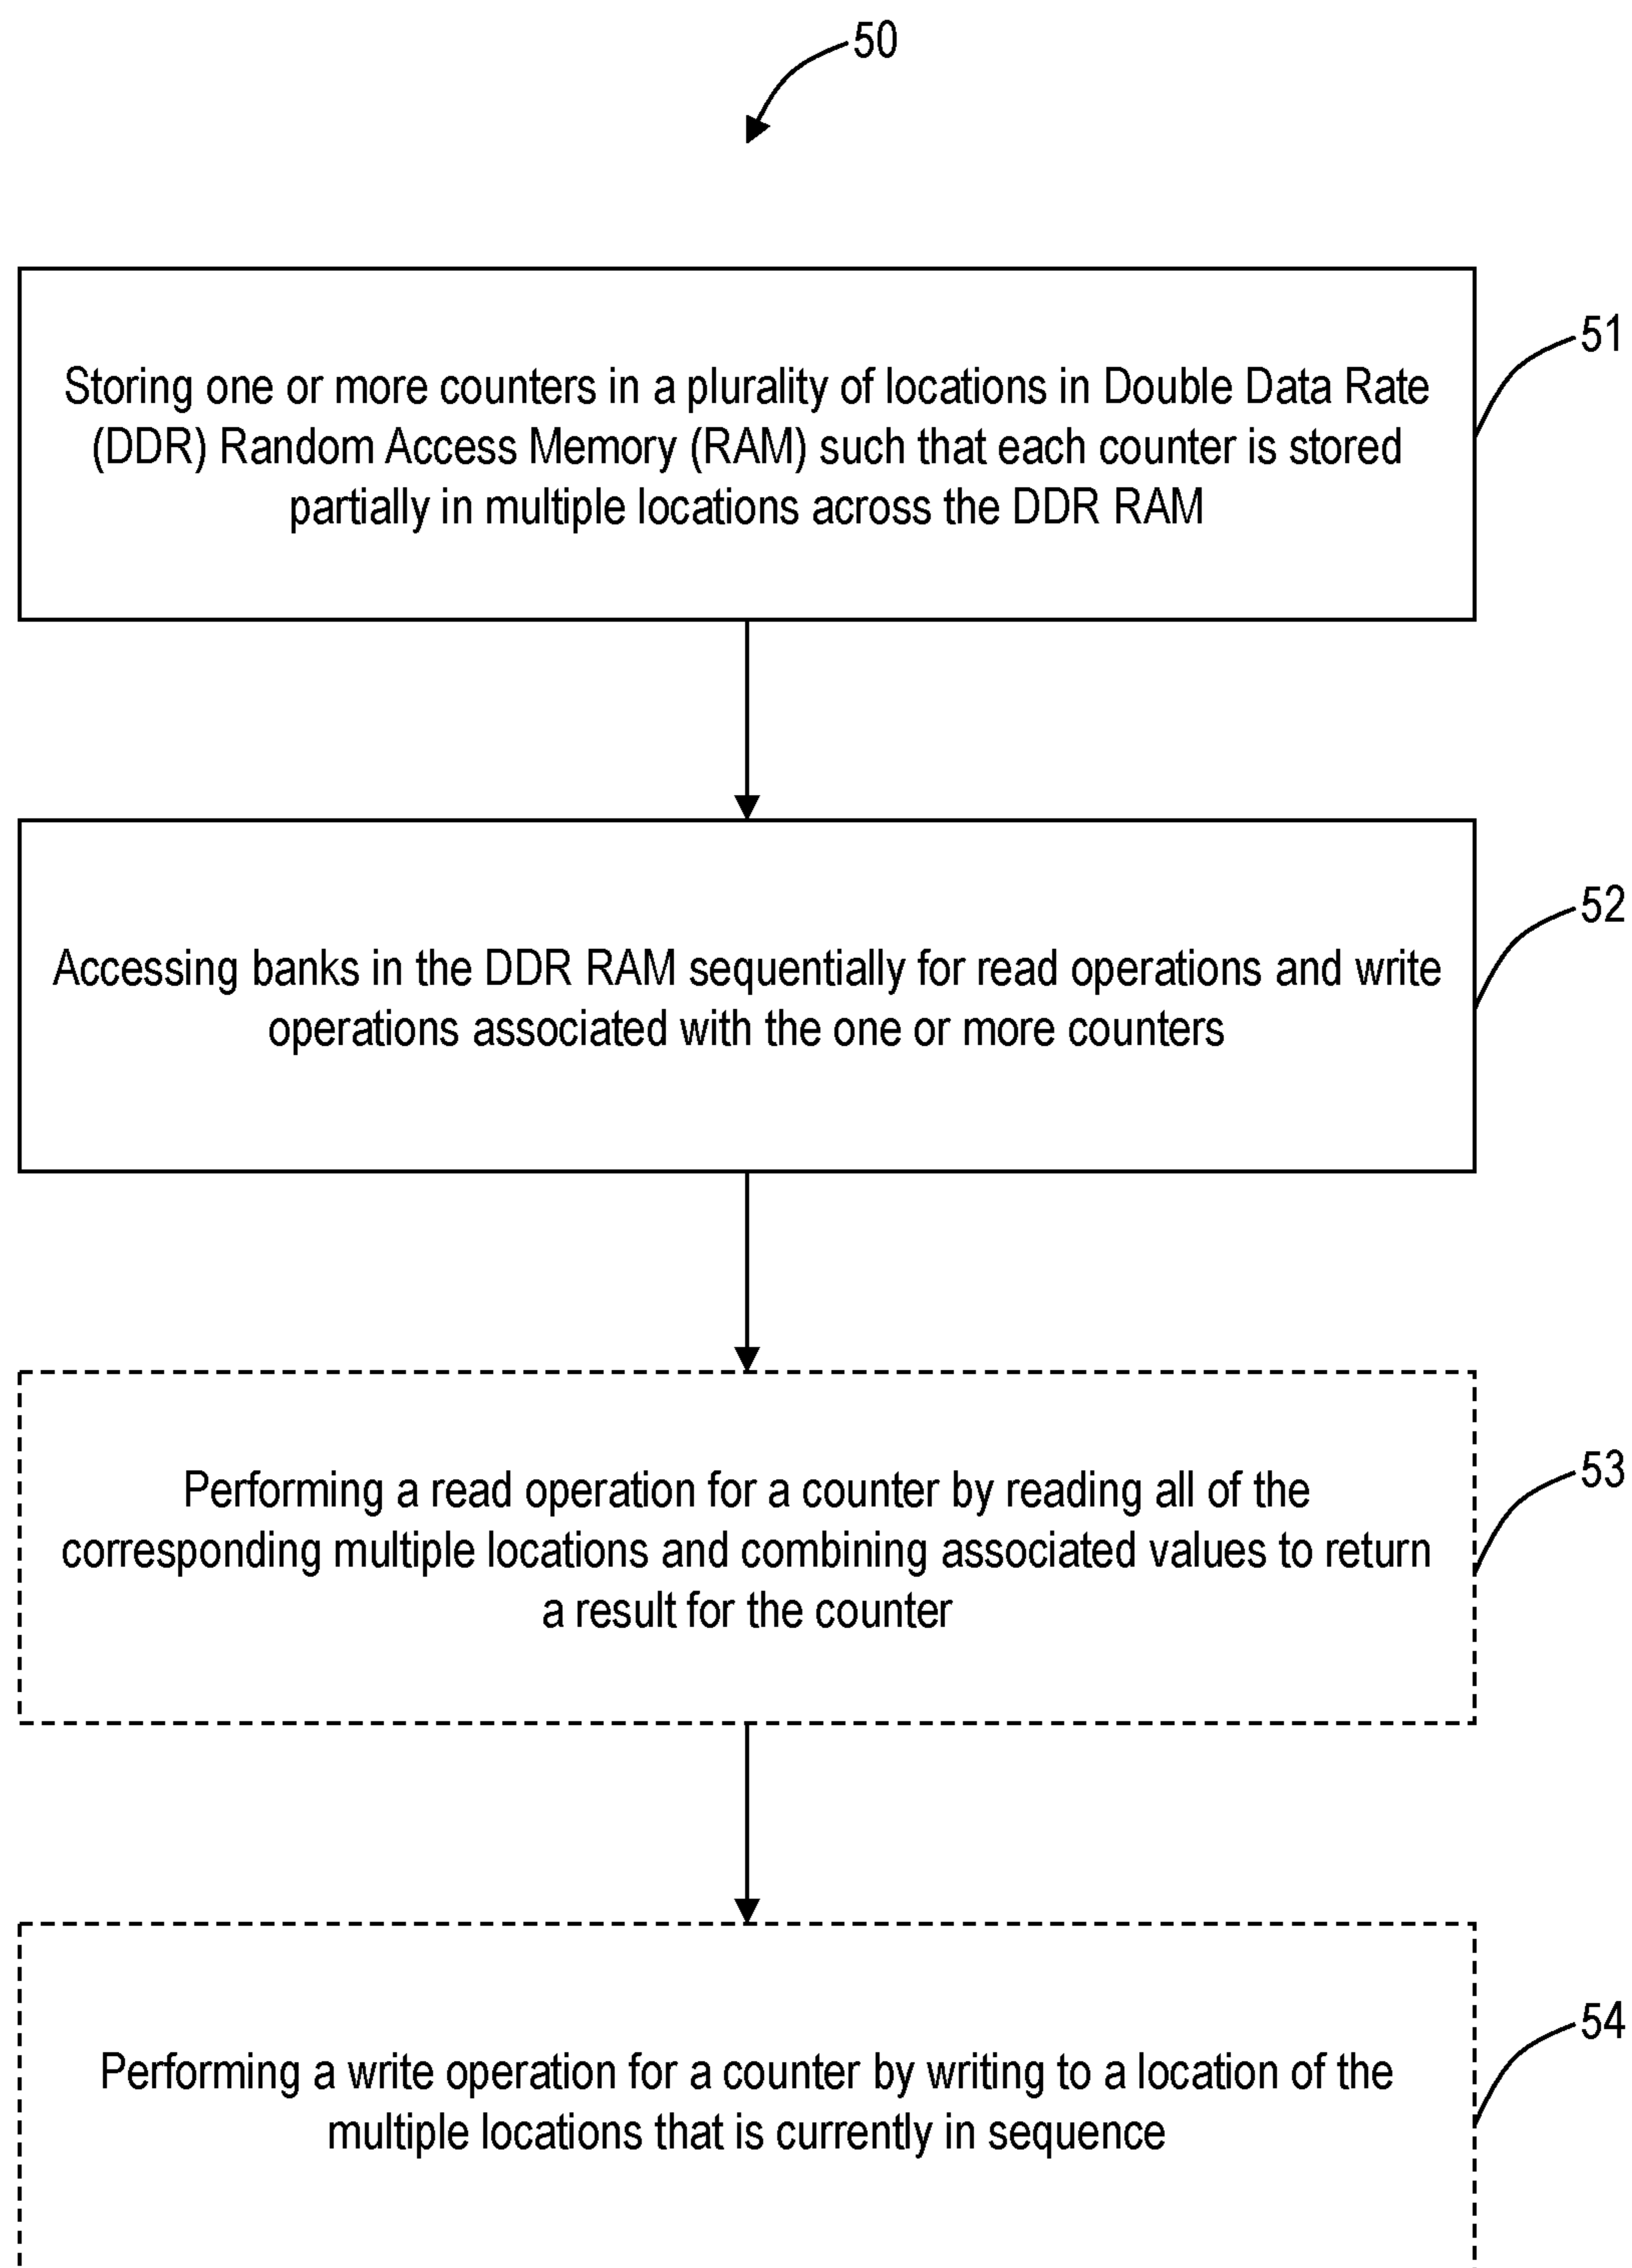 50
51
Storing one or more counters in a plurality of locations in Double Data Rate
(DDR) Random Access Memory (RAM) such that each counter is stored
partially in multiple locations across the DDR RAM
52
Accessing banks in the DDR RAM sequentially for read operations and write
operations associated with the one or more counters
53
Performing a read operation for a counter by reading all of the
corresponding multiple locations and combining associated values to return
a result for the counter
54
Performing a write operation for a counter by writing to a location of the
multiple locations that is currently in sequence